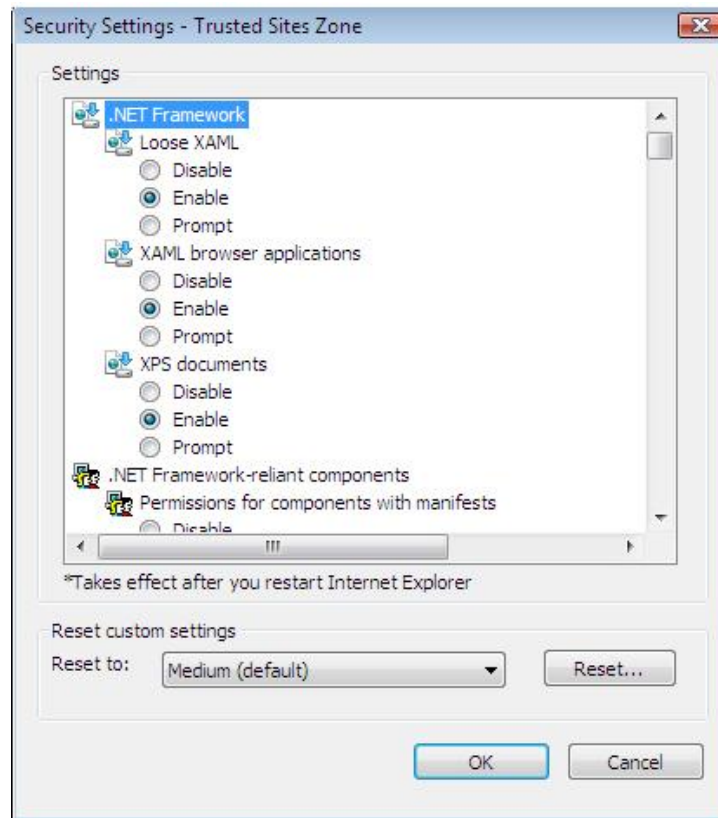 Security Settings - Trusted Sites Zone
Settings
.NET Framework
Loose XAML
Disable
Enable
Prompt
XAML browser applications
Disable
Enable
Prompt
XPS documents
Disable
Enable
Prompt
.NET Framework-reliant components
Permissions for components with manifests
Disable
*Takes effect after you restart Internet Explorer
Reset custom settings
Reset to: Medium (default) Reset...
OK Cancel